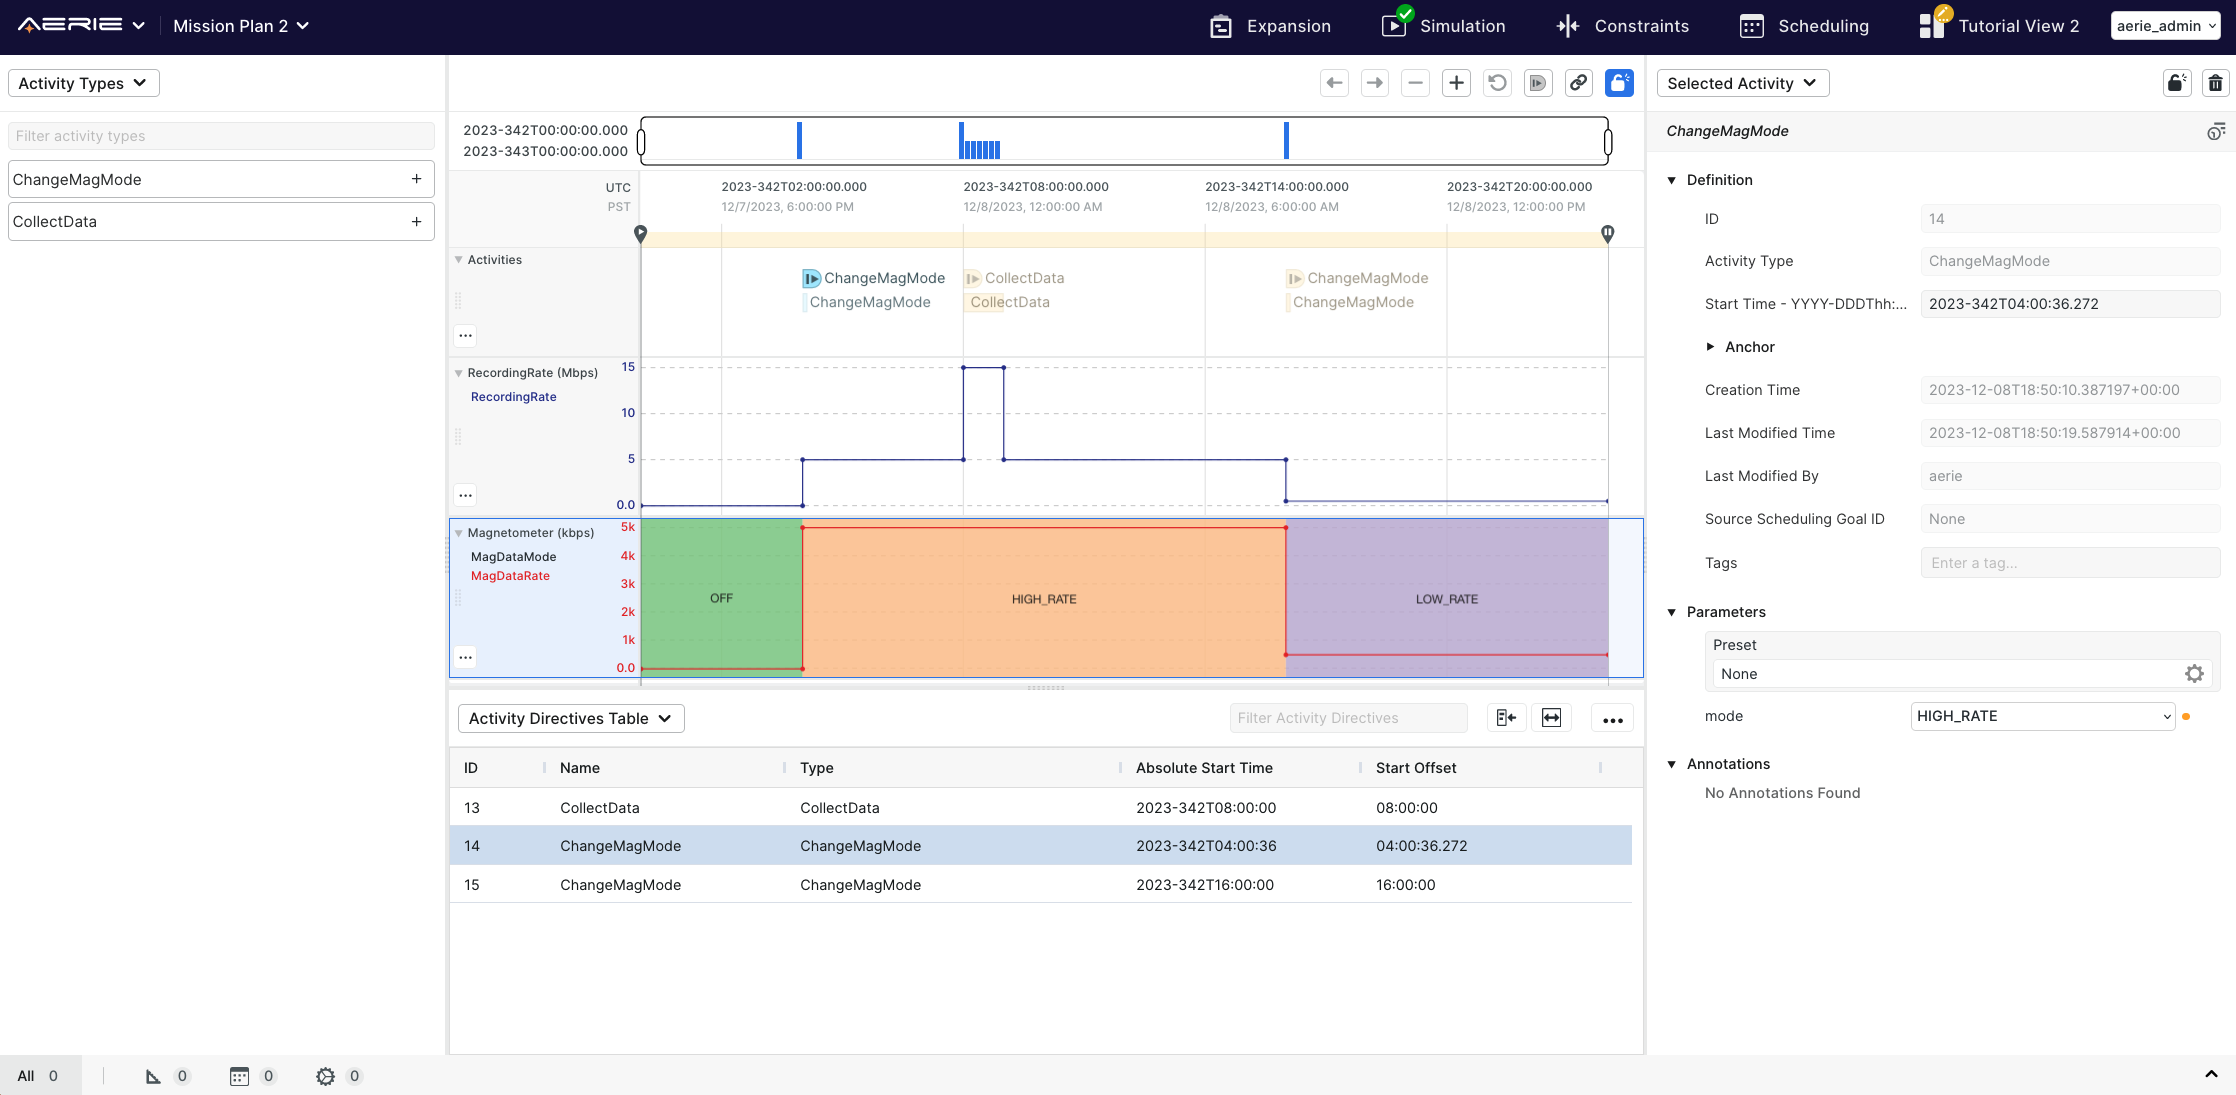 AERIE
Mission Plan 2
Expansion
Simulation
Constraints
Scheduling
Tutorial View 2
aerie_admin
Activity Types
Filter activity types
ChangeMagMode +
CollectData +
2023-342T00:00:00.000
2023-343T00:00:00.000
UTC
PST
2023-342T02:00:00.000
12/7/2023, 6:00:00 PM
2023-342T08:00:00.000
12/8/2023, 12:00:00 AM
2023-342T14:00:00.000
12/8/2023, 6:00:00 AM
2023-342T20:00:00.000
12/8/2023, 12:00:00 PM
Activities
ChangeMagMode
ChangeMagMode
CollectData
CollectData
ChangeMagMode
ChangeMagMode
...
RecordingRate (Mbps)
RecordingRate
15
10
5
0.0
...
Magnetometer (kbps)
MagDataMode
MagDataRate
5k
4k
3k
2k
1k
0.0
OFF
HIGH_RATE
LOW_RATE
...
Activity Directives Table
Filter Activity Directives
...
ID Name Type Absolute Start Time Start Offset
13 CollectData CollectData 2023-342T08:00:00 08:00:00
14 ChangeMagMode ChangeMagMode 2023-342T04:00:36 04:00:36.272
15 ChangeMagMode ChangeMagMode 2023-342T16:00:00 16:00:00
Selected Activity
ChangeMagMode
Definition
ID 14
Activity Type ChangeMagMode
Start Time - YYYY-DDDThh:... 2023-342T04:00:36.272
Anchor
Creation Time 2023-12-08T18:50:10.387197+00:00
Last Modified Time 2023-12-08T18:50:19.587914+00:00
Last Modified By aerie
Source Scheduling Goal ID None
Tags Enter a tag...
Parameters
Preset
None
mode HIGH_RATE
Annotations
No Annotations Found
All 0
0
0
0